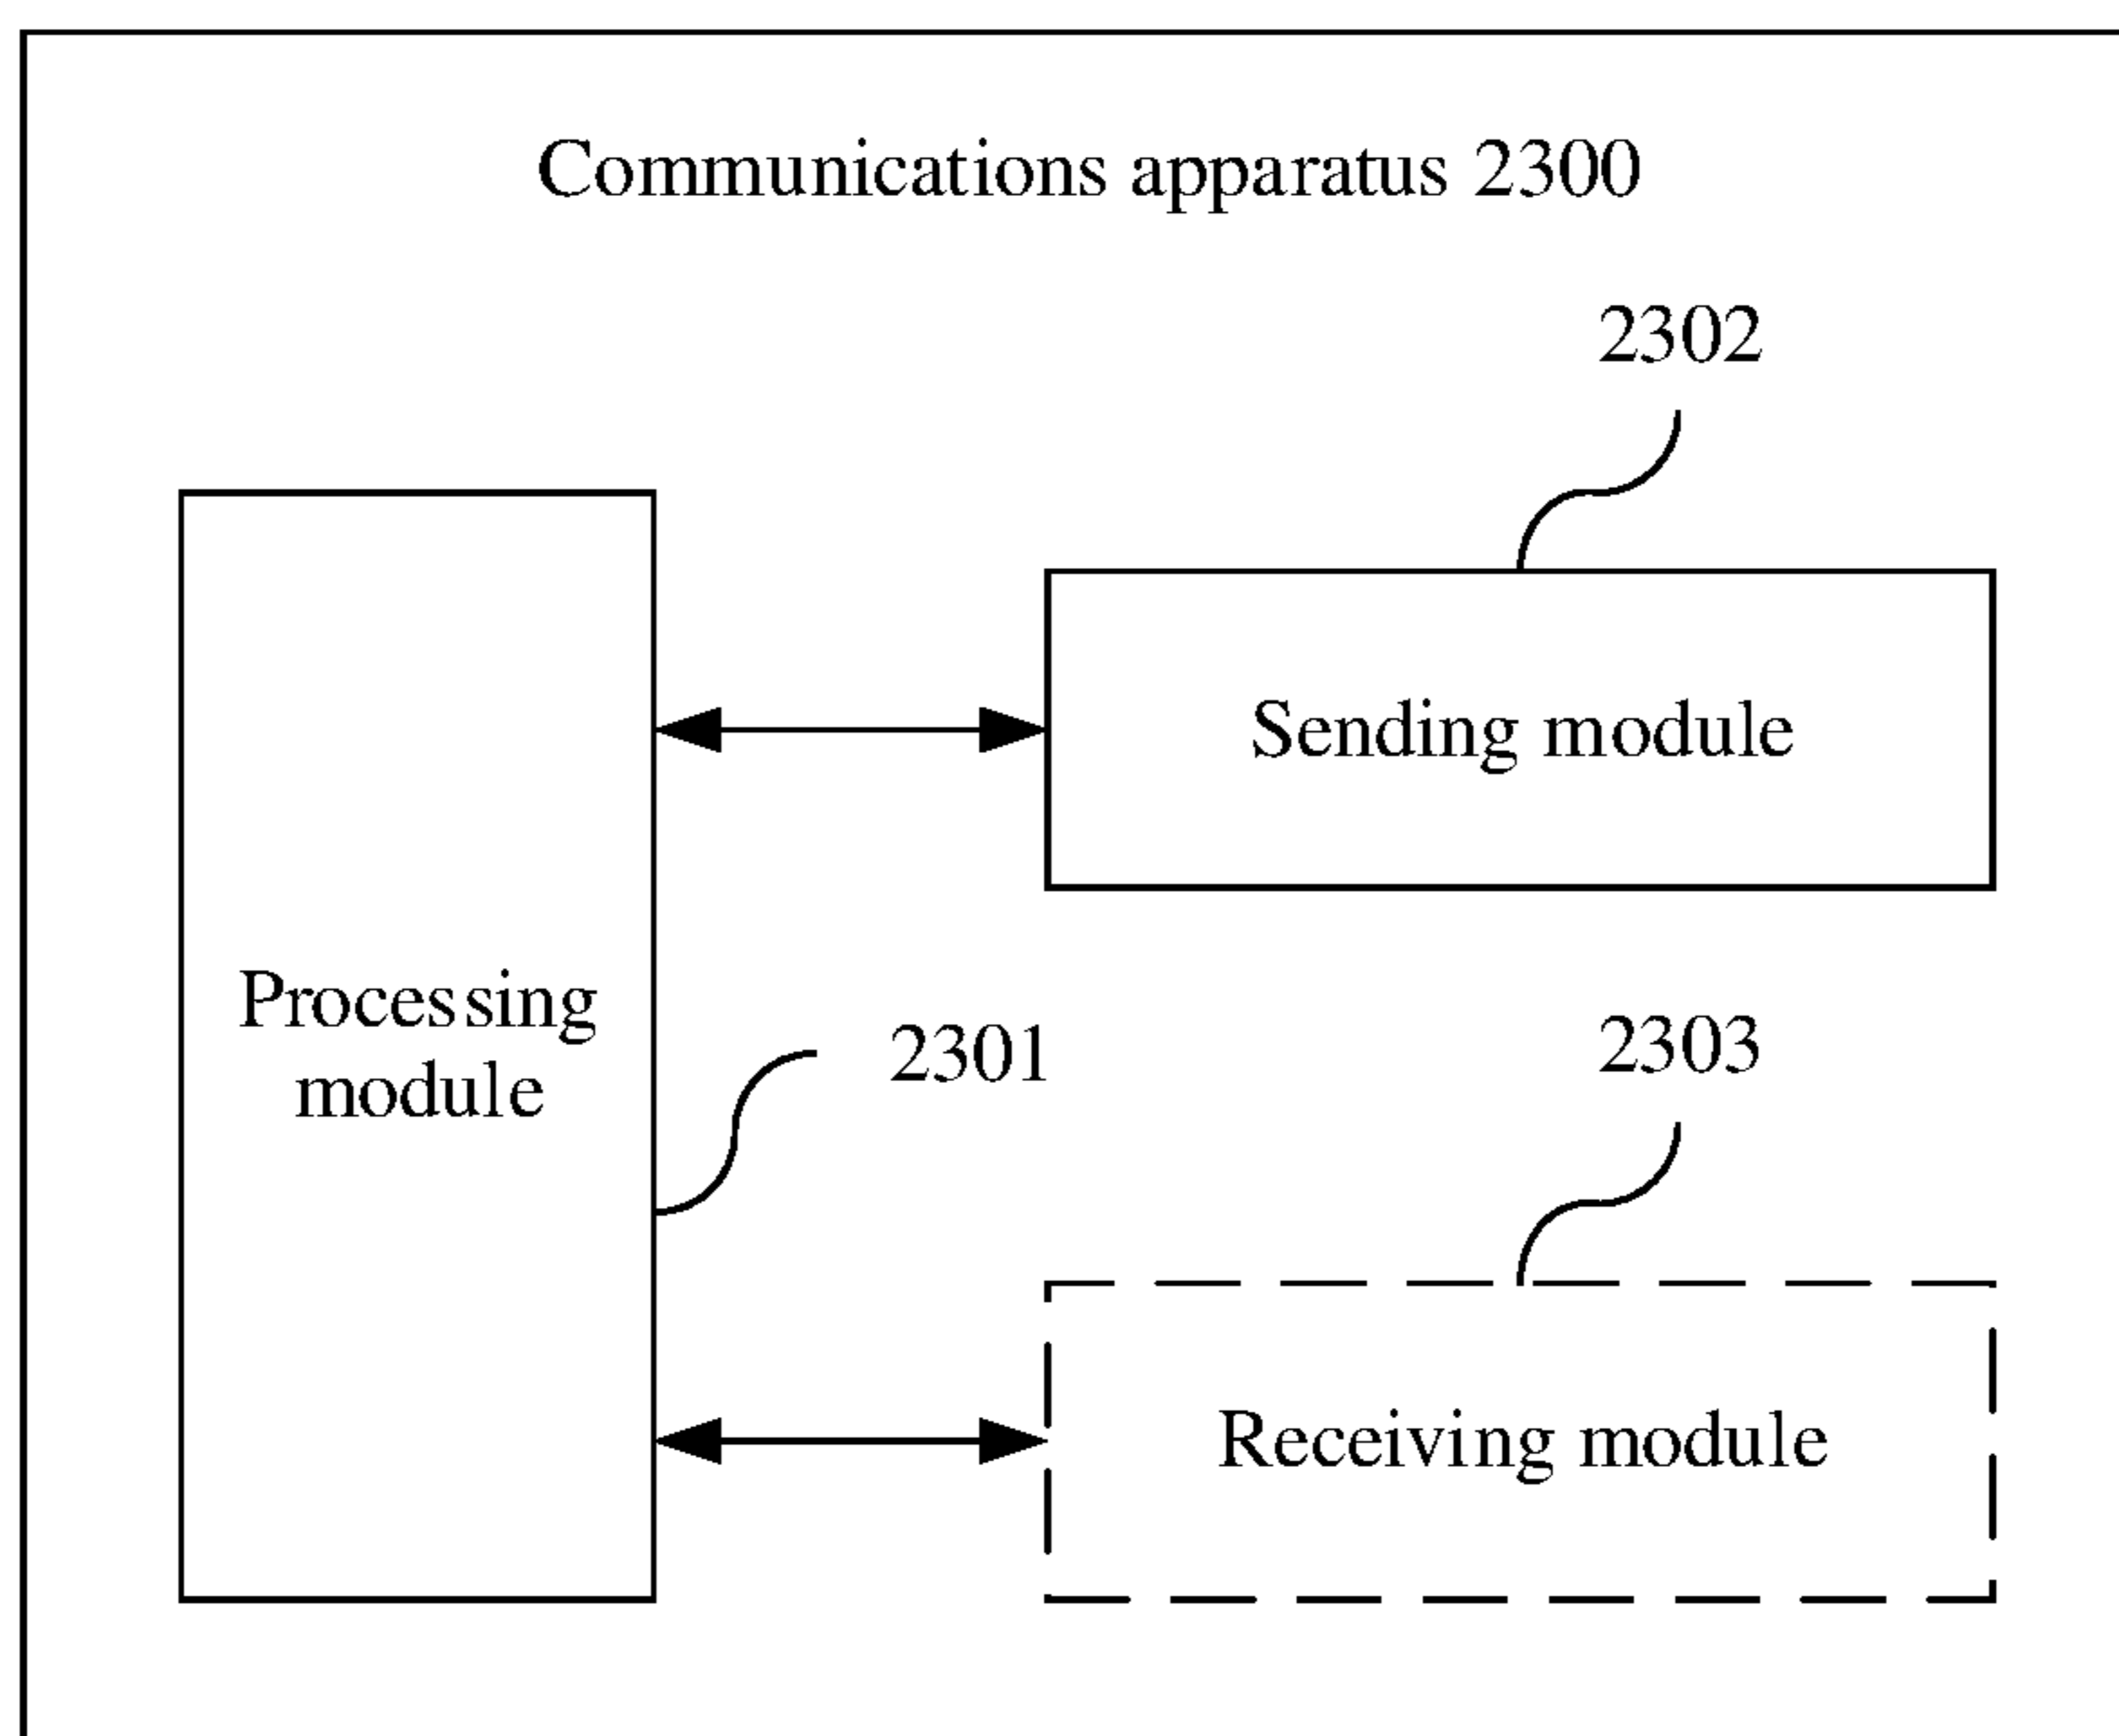 Communications apparatus 2300
2302
Sending module
Processing
module
2301
2303
Receiving module